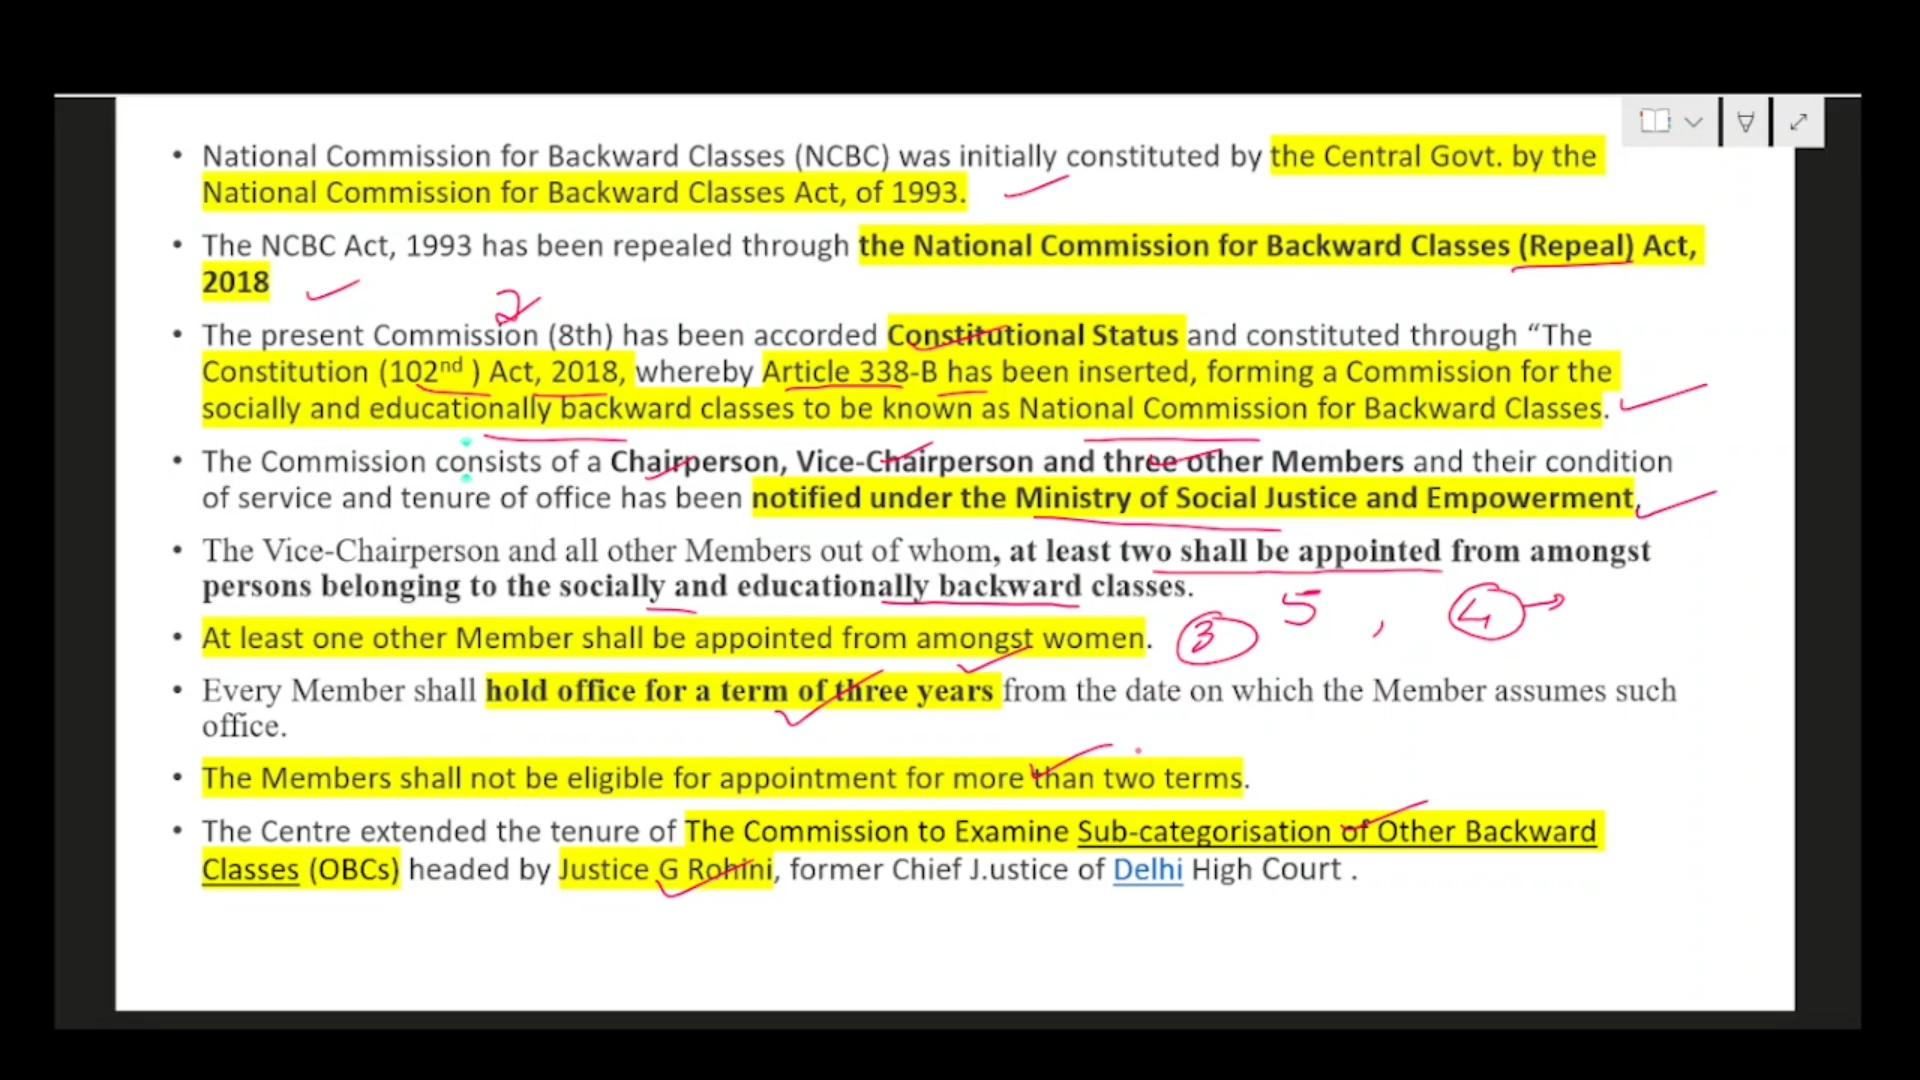 • National Commission for Backward Classes (NCBC) was initially constituted by the Central Govt. by the
National Commission for Backward Classes Act, of 1993.
• The NCBC Act, 1993 has been repealed through the National Commission for Backward Classes (Repeal) Act,
2018
2
• The present Commission (8th) has been accorded Constitutional Status and constituted through “The
Constitution (102nd ) Act, 2018, whereby Article 338-B has been inserted, forming a Commission for the
socially and educationally backward classes to be known as National Commission for Backward Classes.
• The Commission consists of a Chairperson, Vice-Chairperson and three other Members and their condition
of service and tenure of office has been notified under the Ministry of Social Justice and Empowerment,
• The Vice-Chairperson and all other Members out of whom, at least two shall be appointed from amongst
persons belonging to the socially and educationally backward classes.
• At least one other Member shall be appointed from amongst women. 3 5 , 4
• Every Member shall hold office for a term of three years from the date on which the Member assumes such
office.
• The Members shall not be eligible for appointment for more than two terms.
• The Centre extended the tenure of The Commission to Examine Sub-categorisation of Other Backward
Classes (OBCs) headed by Justice G Rohini, former Chief J.ustice of Delhi High Court .